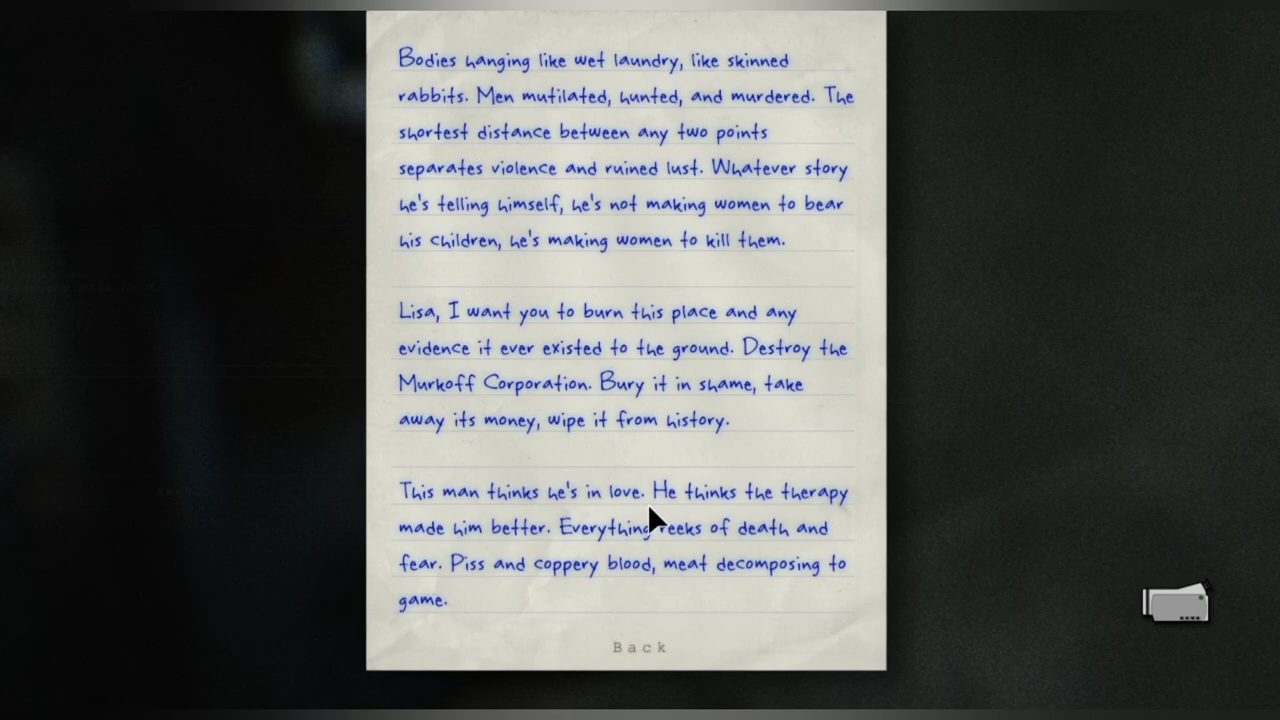 Bodies hanging like wet laundry, like skinned
rabbits. Men mutilated, hunted, and murdered. The
shortest distance between any two points
separates violence and ruined lust. Whatever story
he's telling himself, he's not making women to bear
his children, he's making women to kill them.
Lisa, I want you to burn this place and any
evidence it ever existed to the ground. Destroy the
Murkoff Corporation. Bury it in shame, take
away its money, wipe it from history.
This man thinks he's in love. He thinks the therapy
made him better. Everything reeks of death and
fear. Piss and coppery blood, meat decomposing to
game.
Back